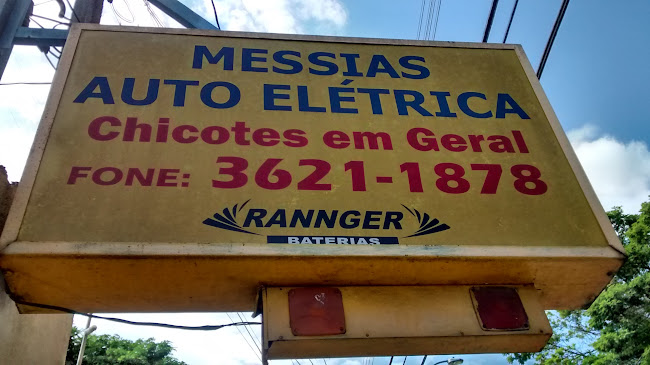 MESSIAS
AUTO ELÉTRICA
Chicotes em Geral
FONE: 3621-1878
RANNGER
BATERIAS